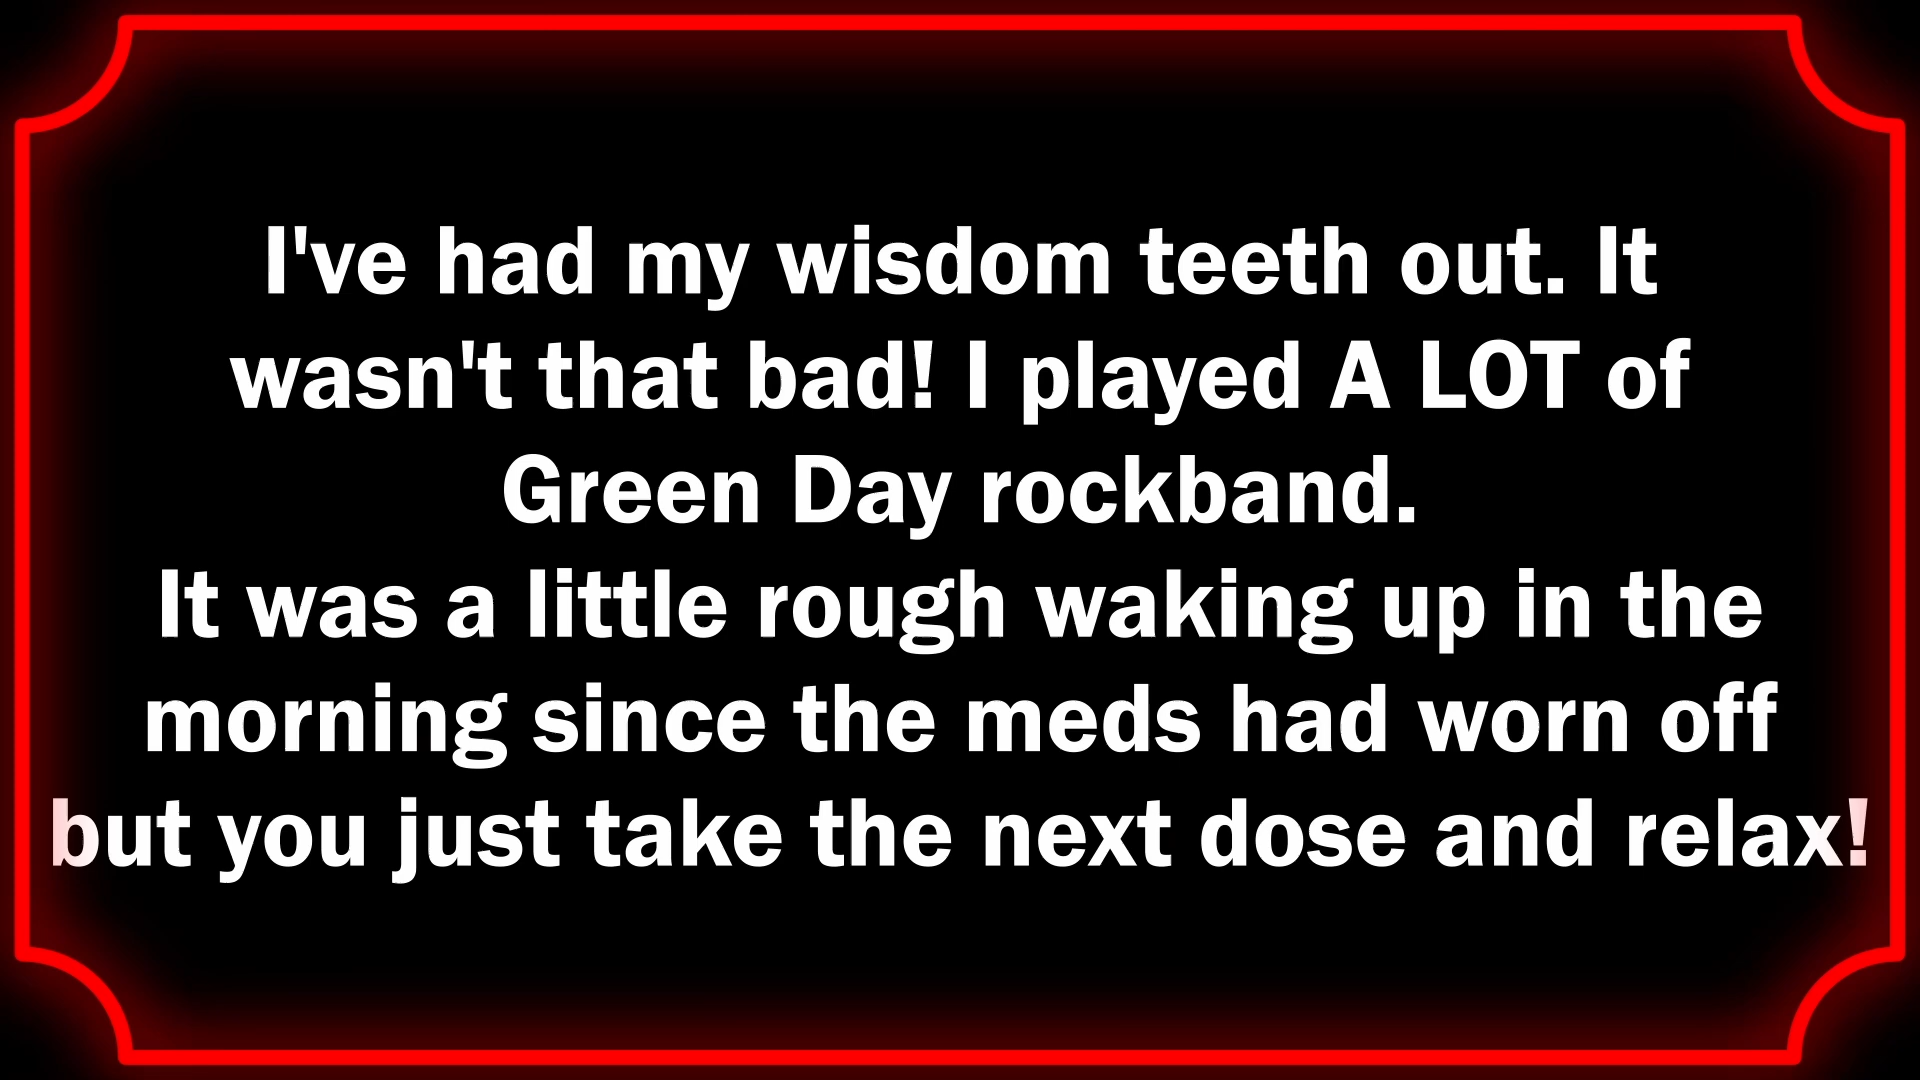 I've had my wisdom teeth out. It
wasn't that bad! I played A LOT of
Green Day rockband.
It was a little rough waking up in the
morning since the meds had worn off
but you just take the next dose and relax!